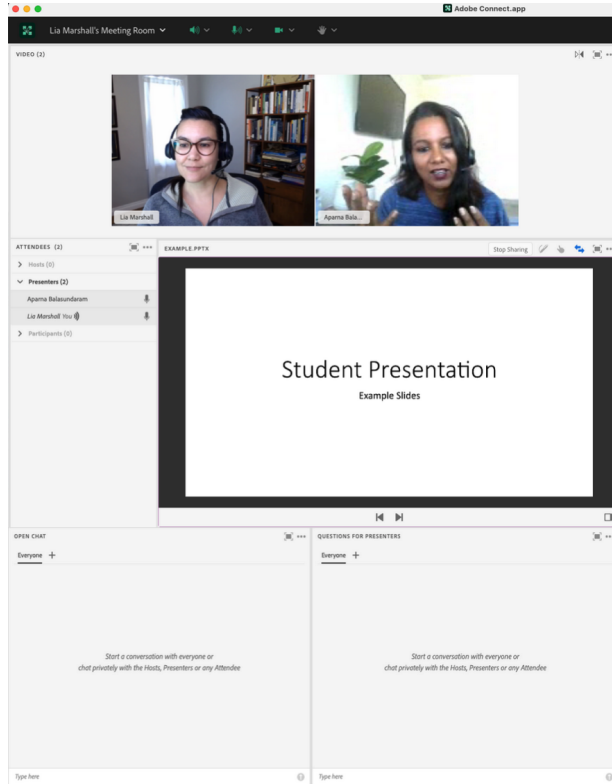 Adobe Connect.app
Lia Marshall's Meeting Room
VIDEO (2)
Lia Marshall
Aparna Bala...
ATTENDEES (2)
EXAMPLE.PPTX
Stop Sharing
Hosts (0)
Presenters (2)
Aparna Balasundaram
Lia Marshall You
Participants (0)
Student Presentation
Example Slides
OPEN CHAT
Everyone +
Start a conversation with everyone or
chat privately with the Hosts, Presenters or any Attendee
Type here
QUESTIONS FOR PRESENTERS
Everyone +
Start a conversation with everyone or
chat privately with the Hosts, Presenters or any Attendee
Type here